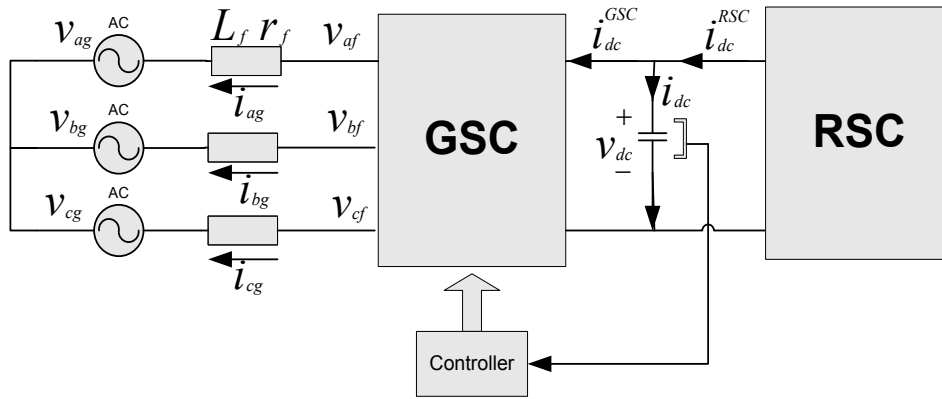 v_ag AC L_f r_f v_af i_dc^GSC i_dc^RSC
i_ag i_dc
v_bg AC v_bf GSC + v_dc − RSC
i_bg
v_cg AC v_cf
i_cg
Controller